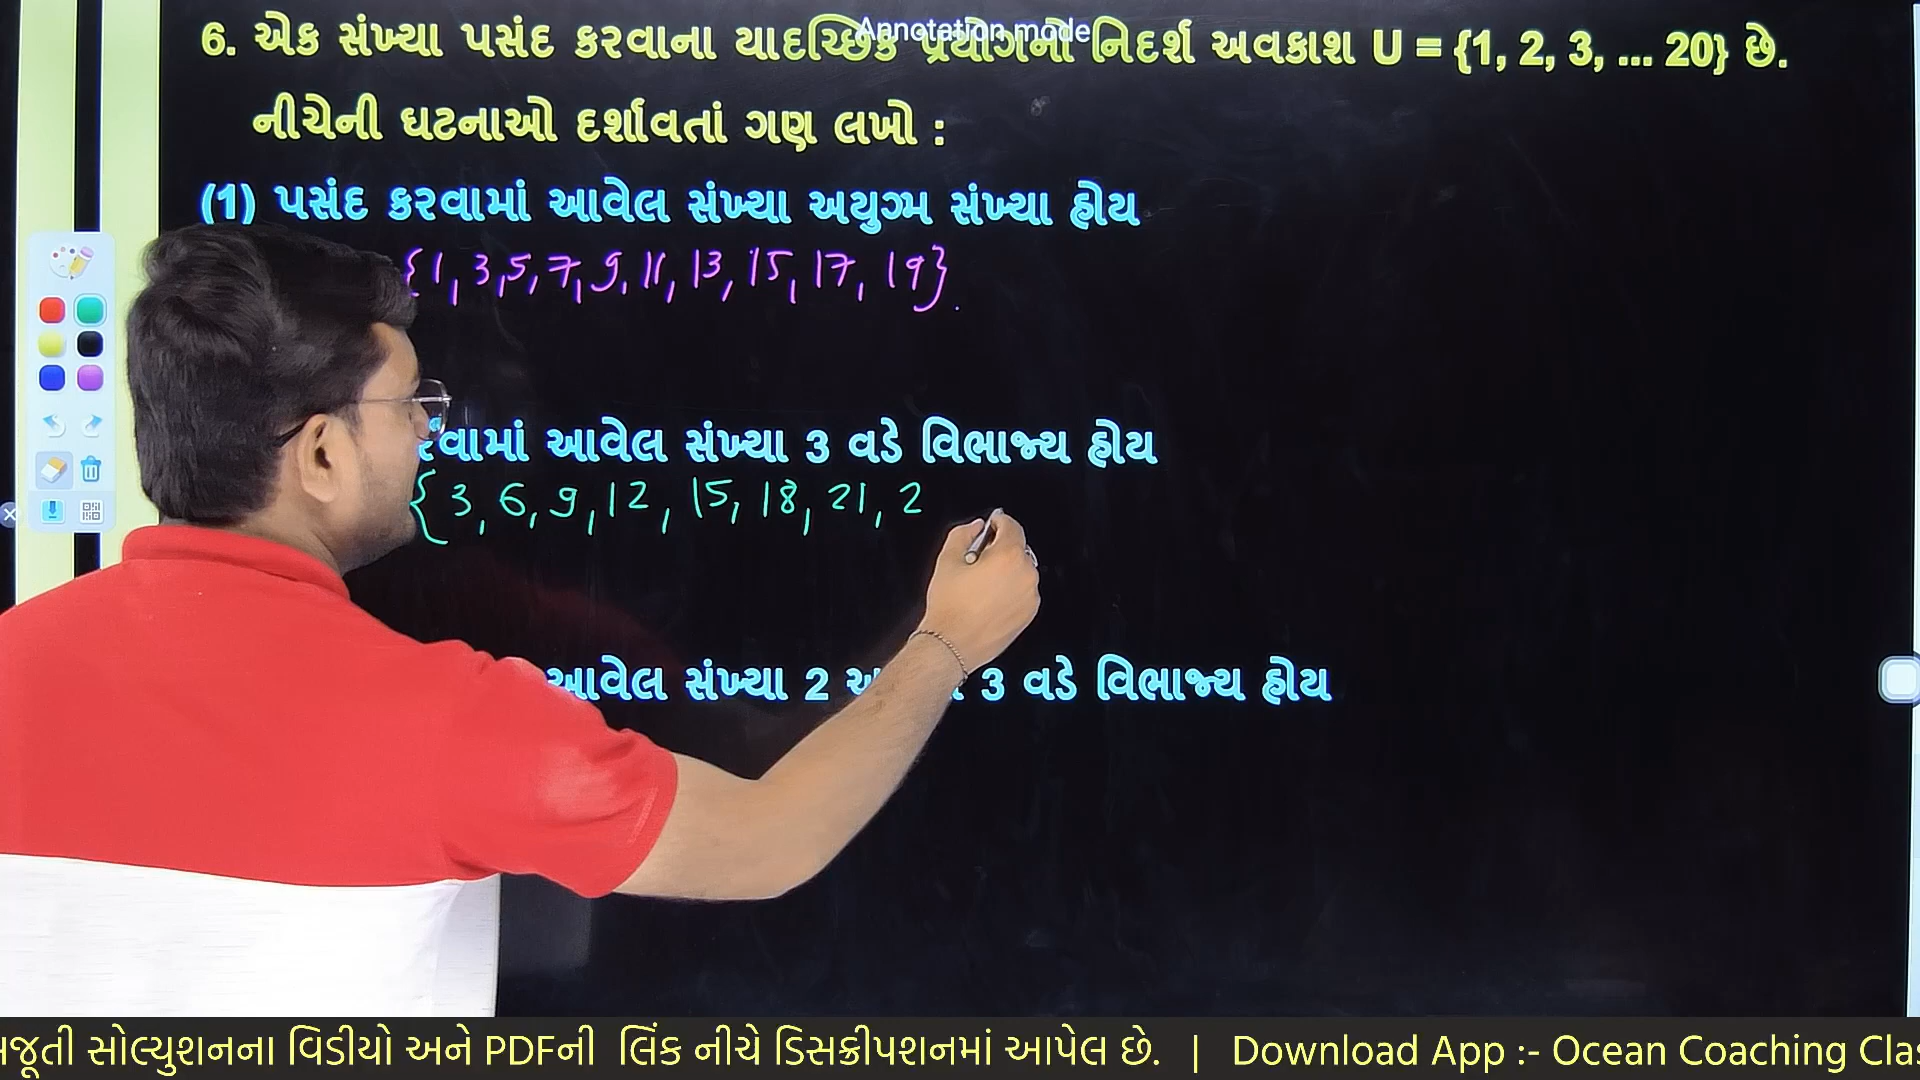 Annotation mode
6. એક સંખ્યા પસંદ કરવાના યાદચ્છિક પ્રયોગનો નિદર્શ અવકાશ U = {1, 2, 3, ... 20} છે.
નીચેની ઘટનાઓ દર્શાવતાં ગણ લખો :
(1) પસંદ કરવામાં આવેલ સંખ્યા અયુગ્મ સંખ્યા હોય
{1, 3, 5, 7, 9, 11, 13, 15, 17, 19}.
આવેલ સંખ્યા 3 વડે વિભાજ્ય હોય
{3, 6, 9, 12, 15, 18, 21, 2
આવેલ સંખ્યા 2 3 વડે વિભાજ્ય હોય
સોલ્યુશનના વિડીયો અને PDFની લિંક નીચે ડિસક્રીપશનમાં આપેલ છે. | Download App :- Ocean Coaching